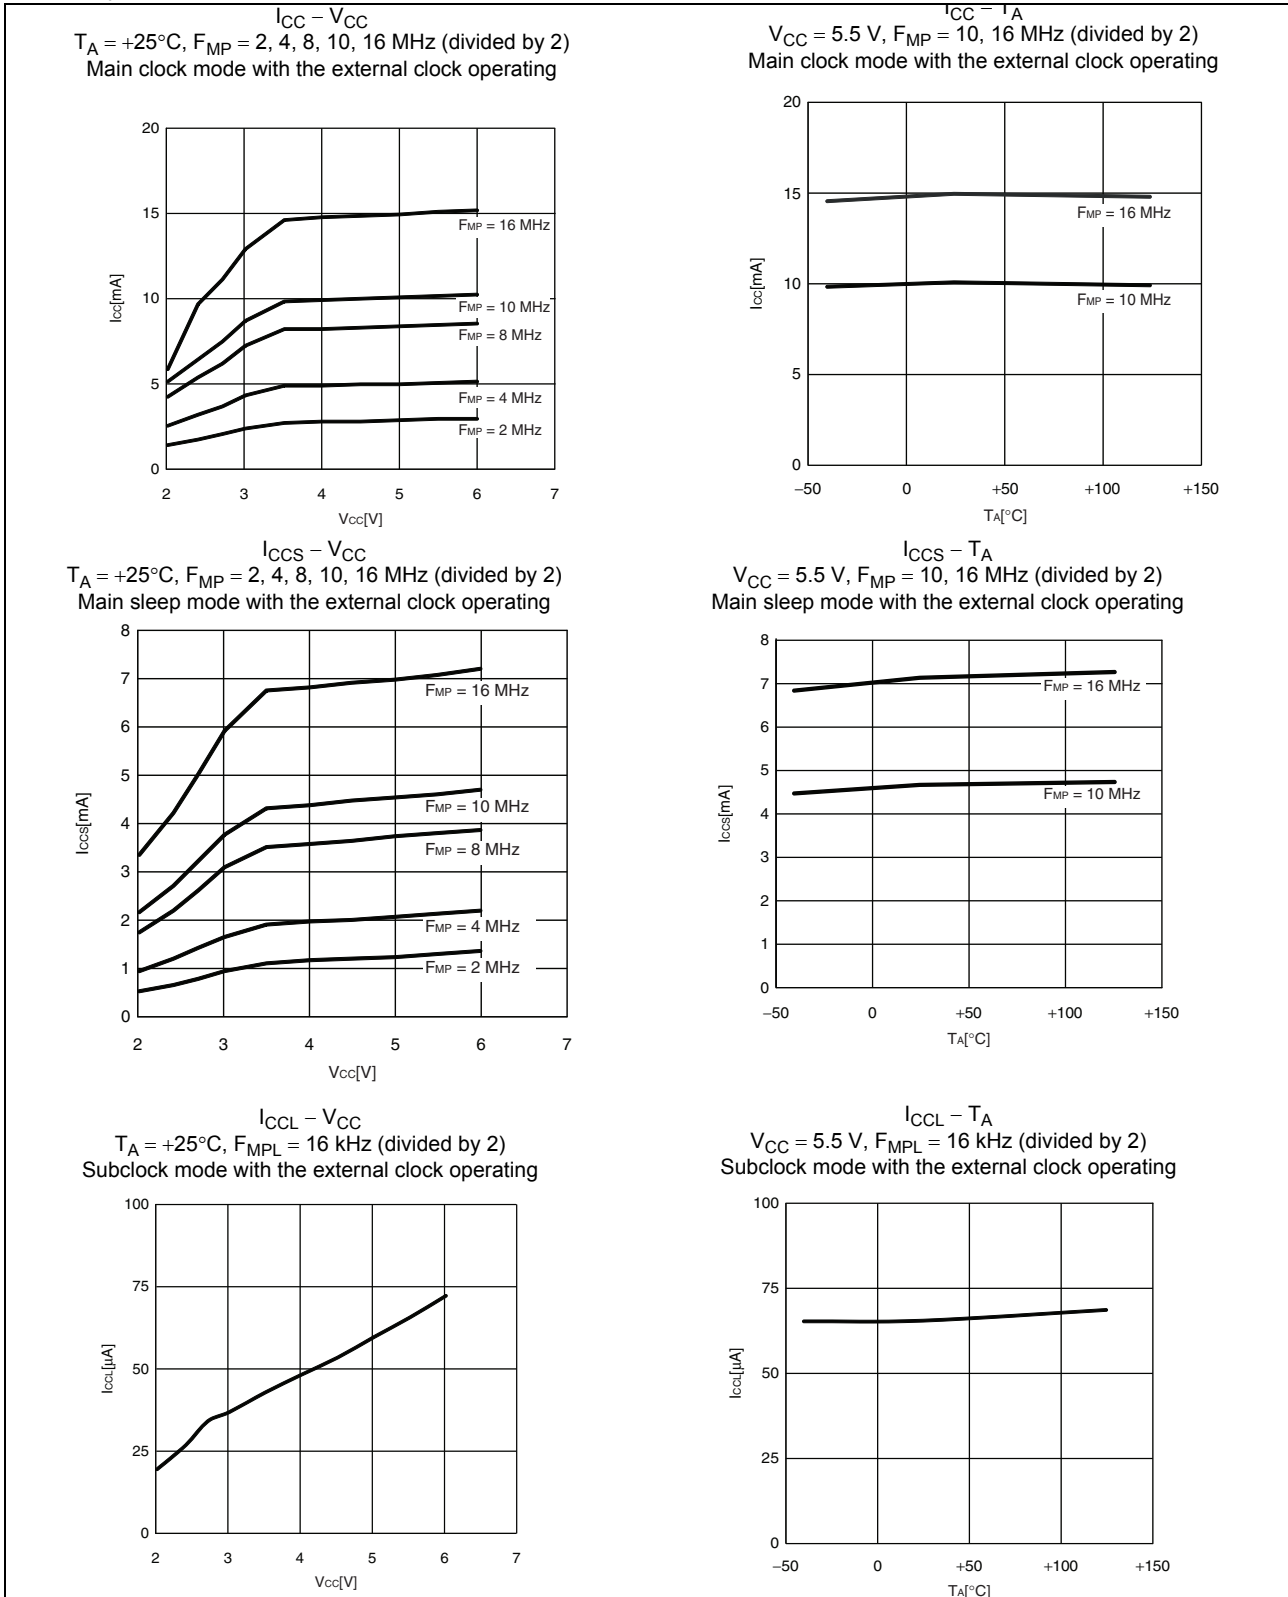 ICC − VCC
TA = +25°C, FMP = 2, 4, 8, 10, 16 MHz (divided by 2)
Main clock mode with the external clock operating
20
15
10
5
0
ICC[mA]
FMP = 16 MHz
FMP = 10 MHz
FMP = 8 MHz
FMP = 4 MHz
FMP = 2 MHz
2 3 4 5 6 7
VCC[V]
ICC − TA
VCC = 5.5 V, FMP = 10, 16 MHz (divided by 2)
Main clock mode with the external clock operating
20
15
10
5
0
ICC[mA]
FMP = 16 MHz
FMP = 10 MHz
−50 0 +50 +100 +150
TA[°C]
ICCS − VCC
TA = +25°C, FMP = 2, 4, 8, 10, 16 MHz (divided by 2)
Main sleep mode with the external clock operating
8
7
6
5
4
3
2
1
0
ICCS[mA]
FMP = 16 MHz
FMP = 10 MHz
FMP = 8 MHz
FMP = 4 MHz
FMP = 2 MHz
2 3 4 5 6 7
VCC[V]
ICCS − TA
VCC = 5.5 V, FMP = 10, 16 MHz (divided by 2)
Main sleep mode with the external clock operating
8
7
6
5
4
3
2
1
0
ICCS[mA]
FMP = 16 MHz
FMP = 10 MHz
−50 0 +50 +100 +150
TA[°C]
ICCL − VCC
TA = +25°C, FMPL = 16 kHz (divided by 2)
Subclock mode with the external clock operating
100
75
50
25
0
ICCL[µA]
2 3 4 5 6 7
VCC[V]
ICCL − TA
VCC = 5.5 V, FMPL = 16 kHz (divided by 2)
Subclock mode with the external clock operating
100
75
50
25
0
ICCL[µA]
−50 0 +50 +100 +150
TA[°C]